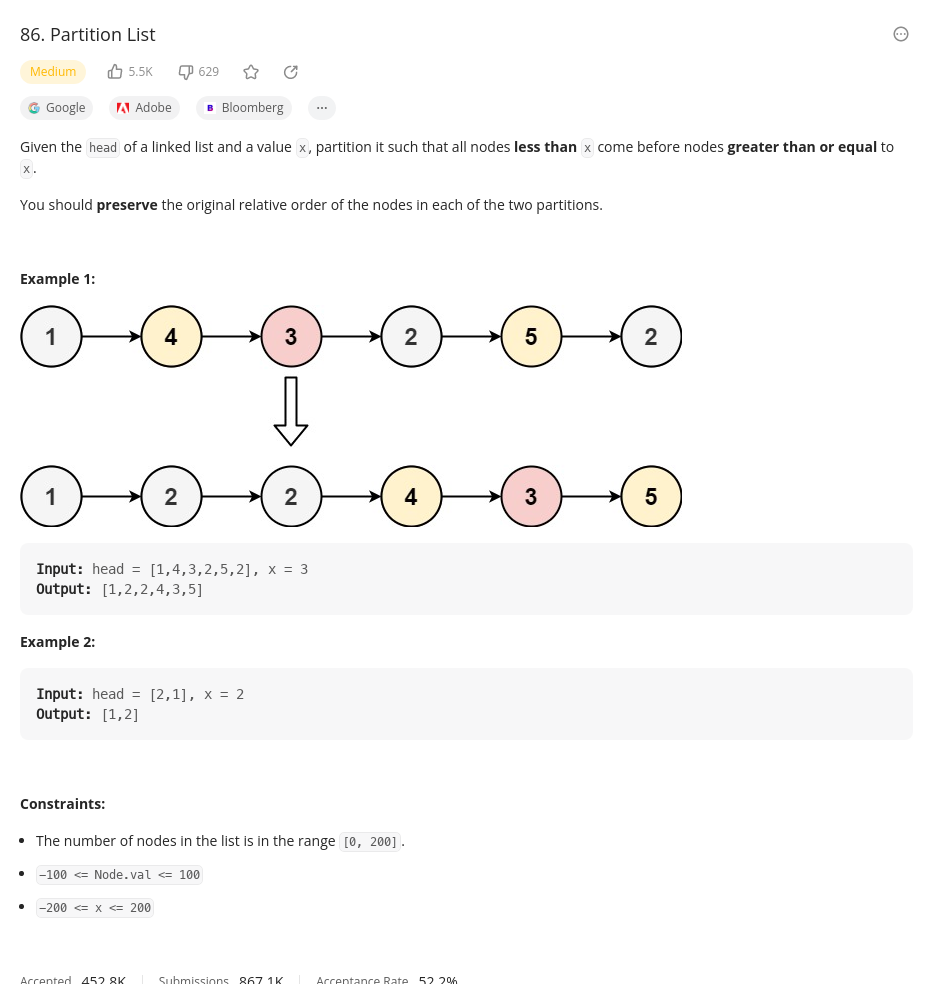 86. Partition List
Medium 5.5K 629
Google Adobe B Bloomberg ...
Given the head of a linked list and a value x, partition it such that all nodes less than x come before nodes greater than or equal to
x.
You should preserve the original relative order of the nodes in each of the two partitions.
Example 1:
1 4 3 2 5 2
1 2 2 4 3 5
Input: head = [1,4,3,2,5,2], x = 3
Output: [1,2,2,4,3,5]
Example 2:
Input: head = [2,1], x = 2
Output: [1,2]
Constraints:
• The number of nodes in the list is in the range [0, 200].
• −100 <= Node.val <= 100
• −200 <= x <= 200
Accepted 452.8K Submissions 867.1K Acceptance Rate 52.2%